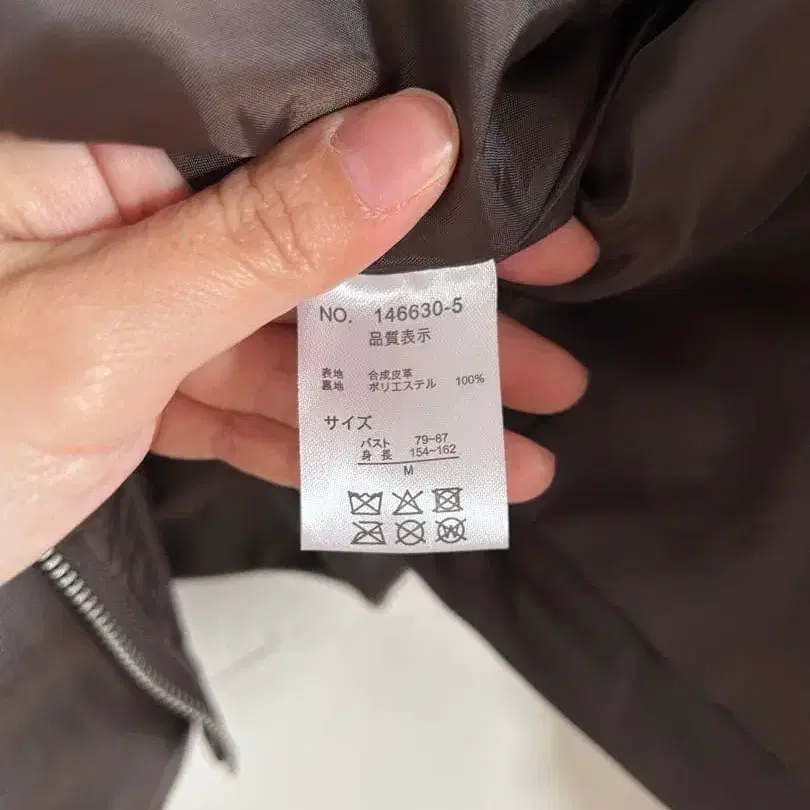 NO. 146630-5
品質表示
表地 合成皮革
裏地 ポリエステル 100%
サイズ
バスト 79~87
身長 154~162
M